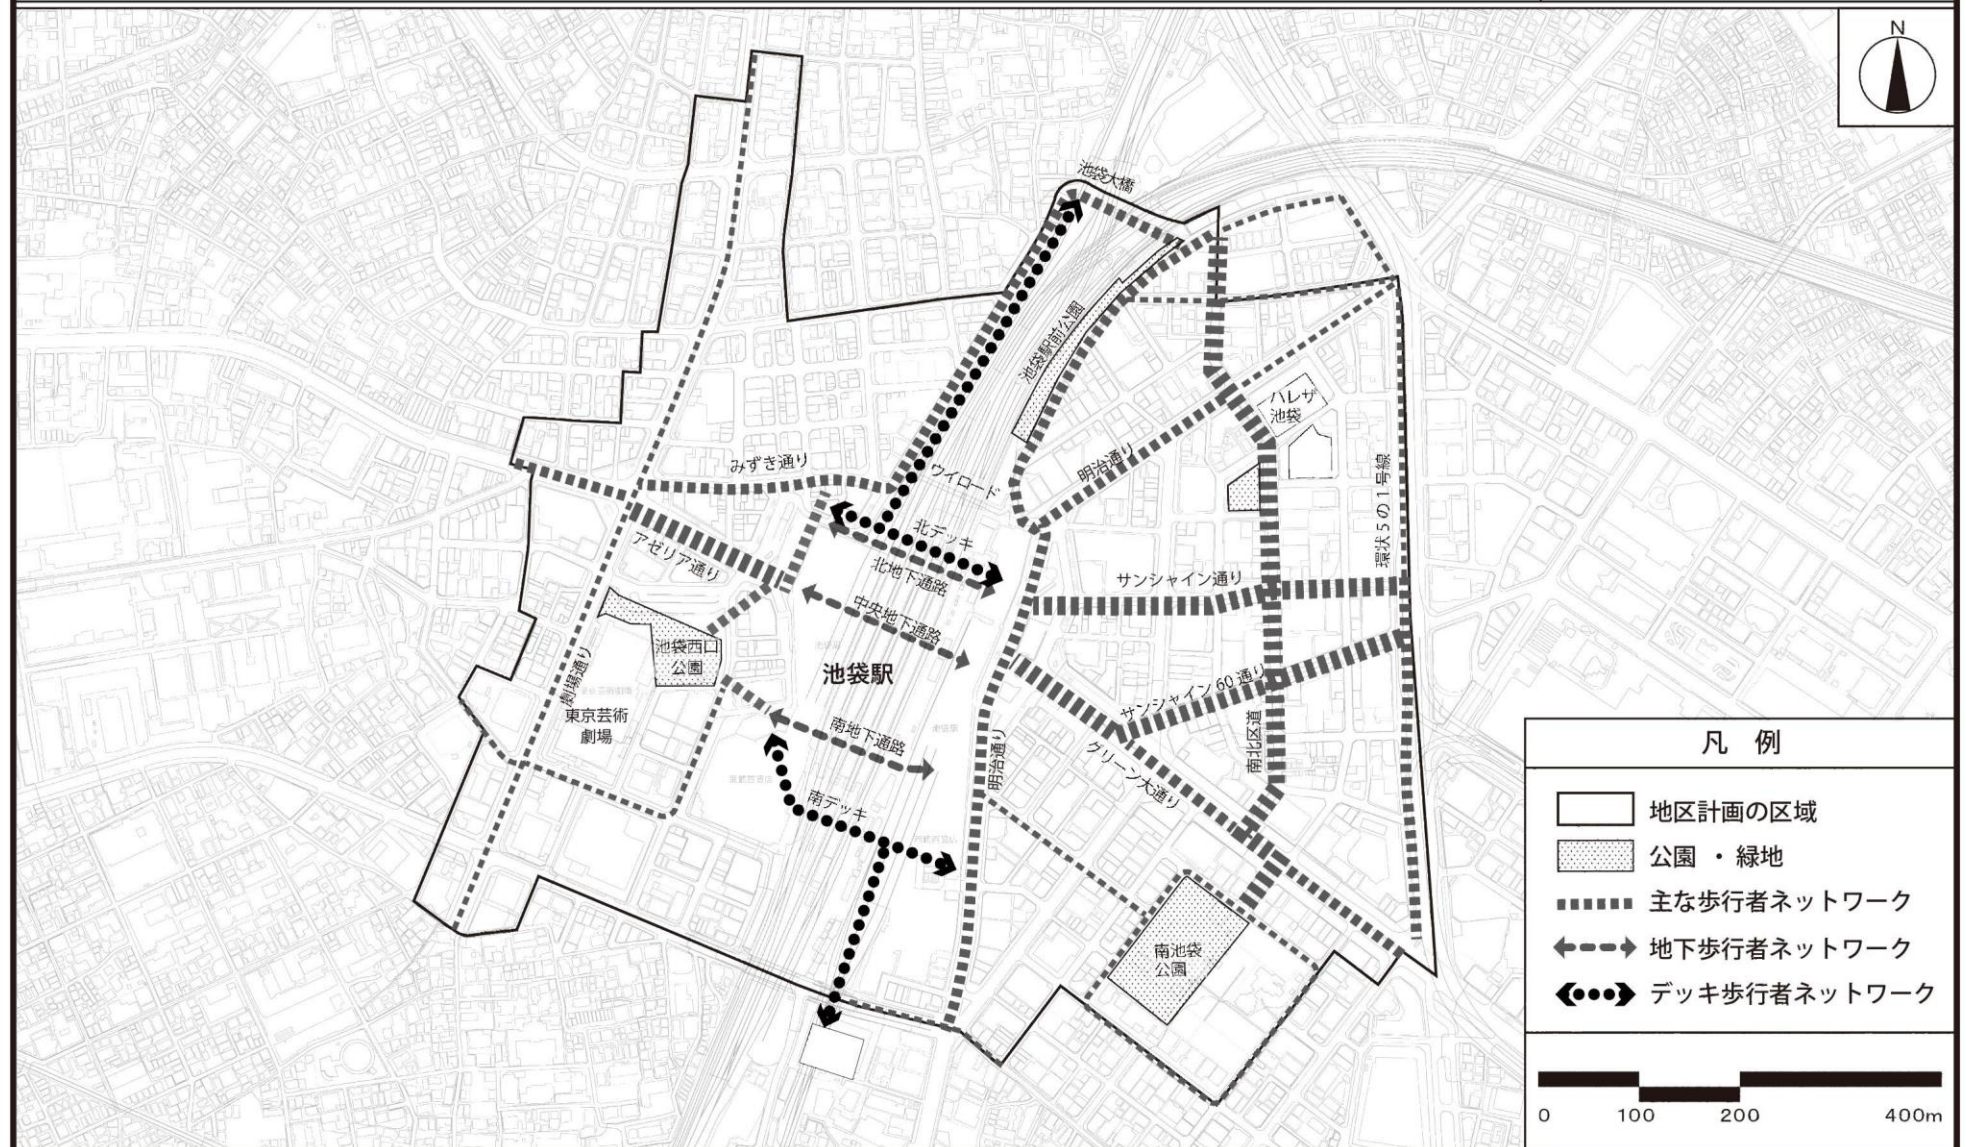 N
池袋大橋
池袋駅前公園
ハレザ
池袋
みずき通り
ウイロード
明治通り
環状5の1号線
北デッキ
アゼリア通り
北地下通路
サンシャイン通り
中央地下通路
池袋西口
公園
池袋駅
劇場通り
東京芸術
劇場
サンシャイン60通り
南地下通路
明治通り
南北区道
グリーン大通り
南デッキ
南池袋
公園
凡 例
地区計画の区域
公園 ・ 緑地
主な歩行者ネットワーク
地下歩行者ネットワーク
デッキ歩行者ネットワーク
0 100 200 400m